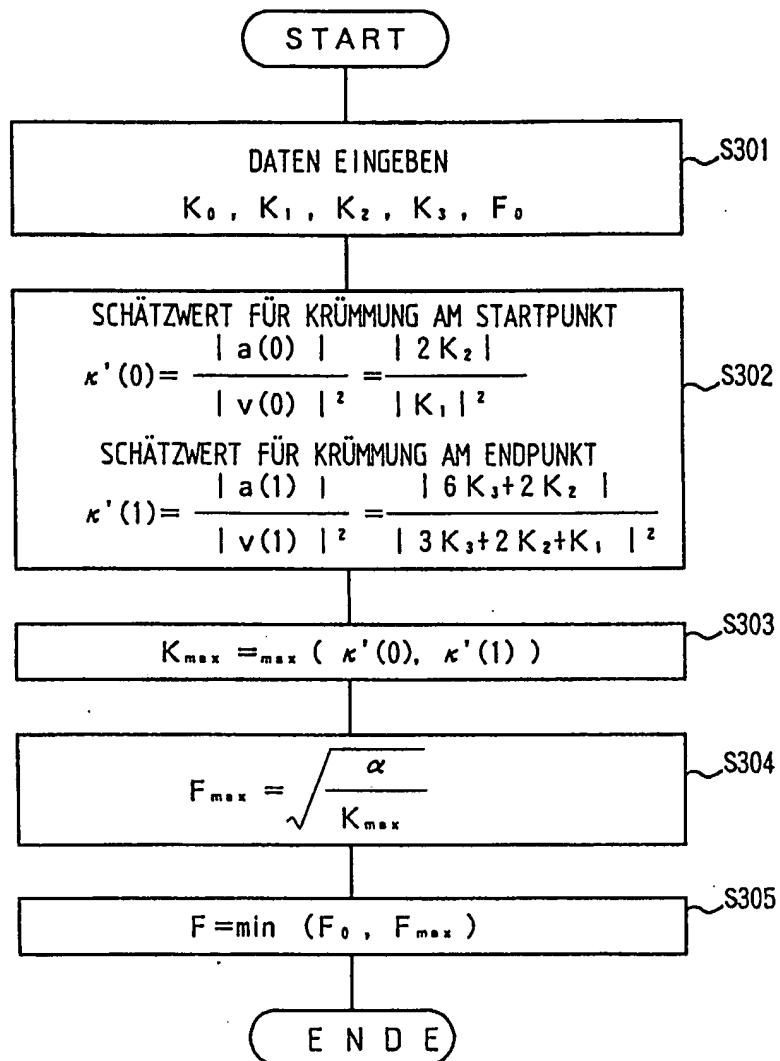 START
DATEN EINGEBEN
K₀ , K₁ , K₂ , K₃ , F₀
S301
SCHÄTZWERT FÜR KRÜMMUNG AM STARTPUNKT
κ'(0)= | a(0) | / | v(0) |² = | 2K₂ | / | K₁ |²
SCHÄTZWERT FÜR KRÜMMUNG AM ENDPUNKT
κ'(1)= | a(1) | / | v(1) |² = | 6K₃+2K₂ | / | 3K₃+2K₂+K₁ |²
S302
Kmax =max ( κ'(0), κ'(1) )
S303
Fmax = √(α / Kmax)
S304
F=min (F₀ , Fmax )
S305
ENDE